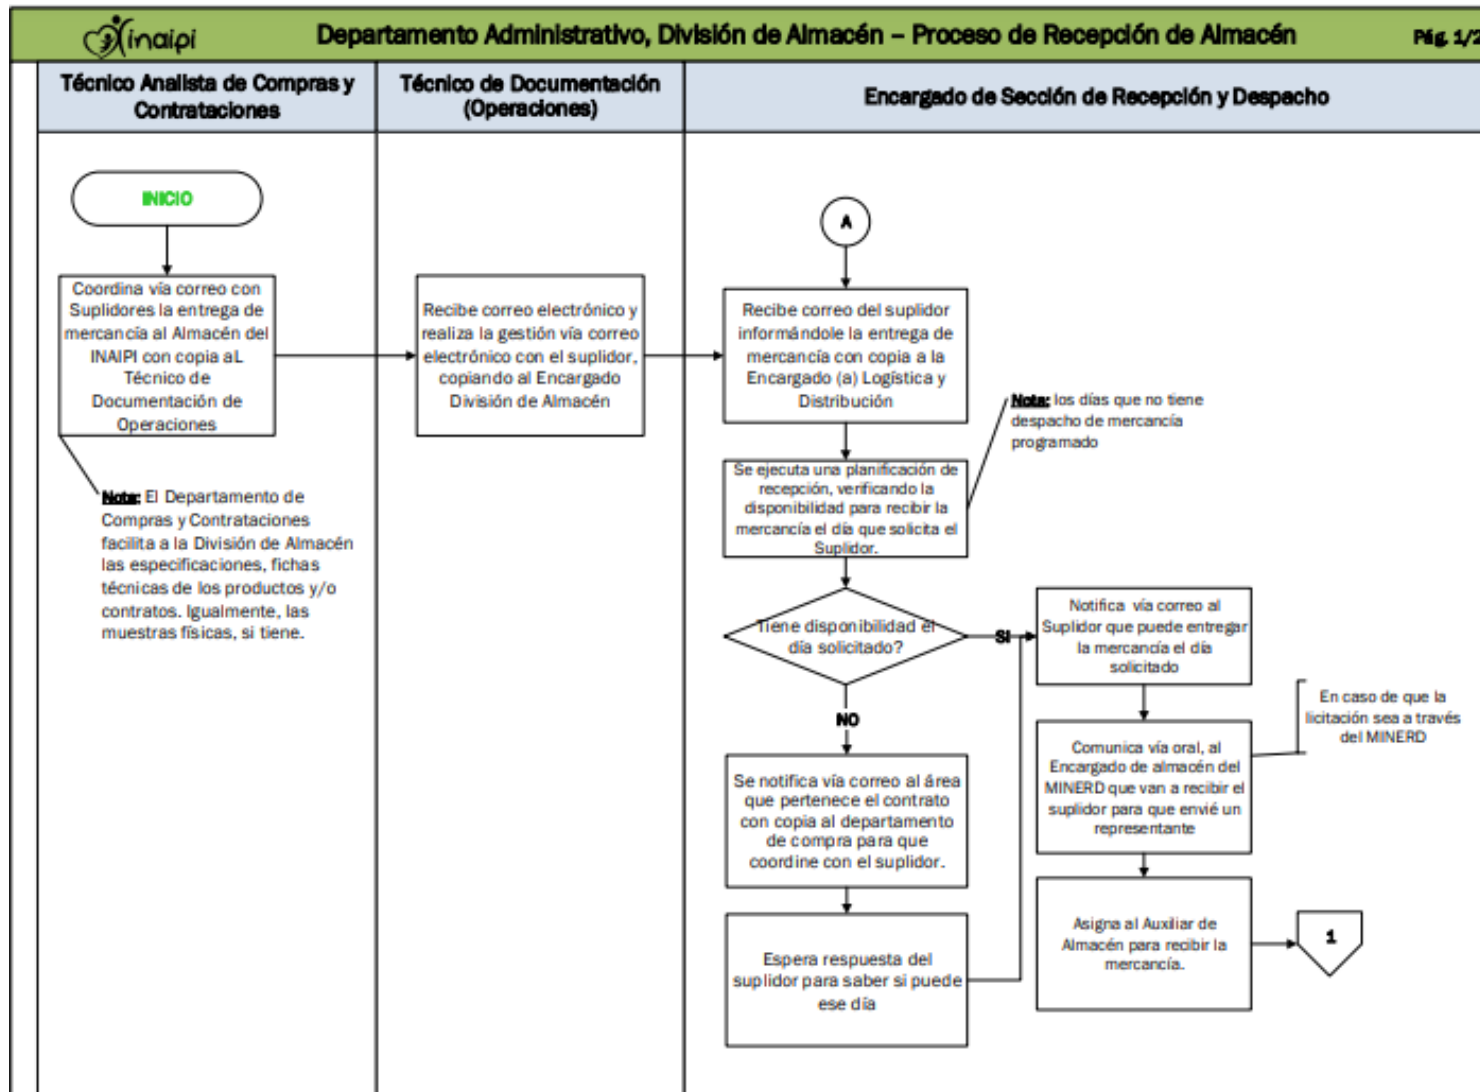 inaipi
Departamento Administrativo, División de Almacén – Proceso de Recepción de Almacén
Pág. 1/2
Técnico Analista de Compras y
Contrataciones
Técnico de Documentación
(Operaciones)
Encargado de Sección de Recepción y Despacho
INICIO
Coordina vía correo con
Suplidores la entrega de
mercancía al Almacén del
INAIPI con copia aL
Técnico de
Documentación de
Operaciones
Nota: El Departamento de
Compras y Contrataciones
facilita a la División de Almacén
las especificaciones, fichas
técnicas de los productos y/o
contratos. Igualmente, las
muestras físicas, si tiene.
Recibe correo electrónico y
realiza la gestión vía correo
electrónico con el suplidor,
copiando al Encargado
División de Almacén
A
Recibe correo del suplidor
informándole la entrega de
mercancía con copia a la
Encargado (a) Logística y
Distribución
Nota: los días que no tiene
despacho de mercancía
programado
Se ejecuta una planificación de
recepción, verificando la
disponibilidad para recibir la
mercancía el día que solicita el
Suplidor.
Tiene disponibilidad el
día solicitado?
SI
NO
Notifica vía correo al
Suplidor que puede entregar
la mercancía el día
solicitado
En caso de que la
licitación sea a través
del MINERD
Comunica vía oral, al
Encargado de almacén del
MINERD que van a recibir el
suplidor para que envié un
representante
Se notifica vía correo al área
que pertenece el contrato
con copia al departamento
de compra para que
coordine con el suplidor.
Espera respuesta del
suplidor para saber si puede
ese día
Asigna al Auxiliar de
Almacén para recibir la
mercancía.
1